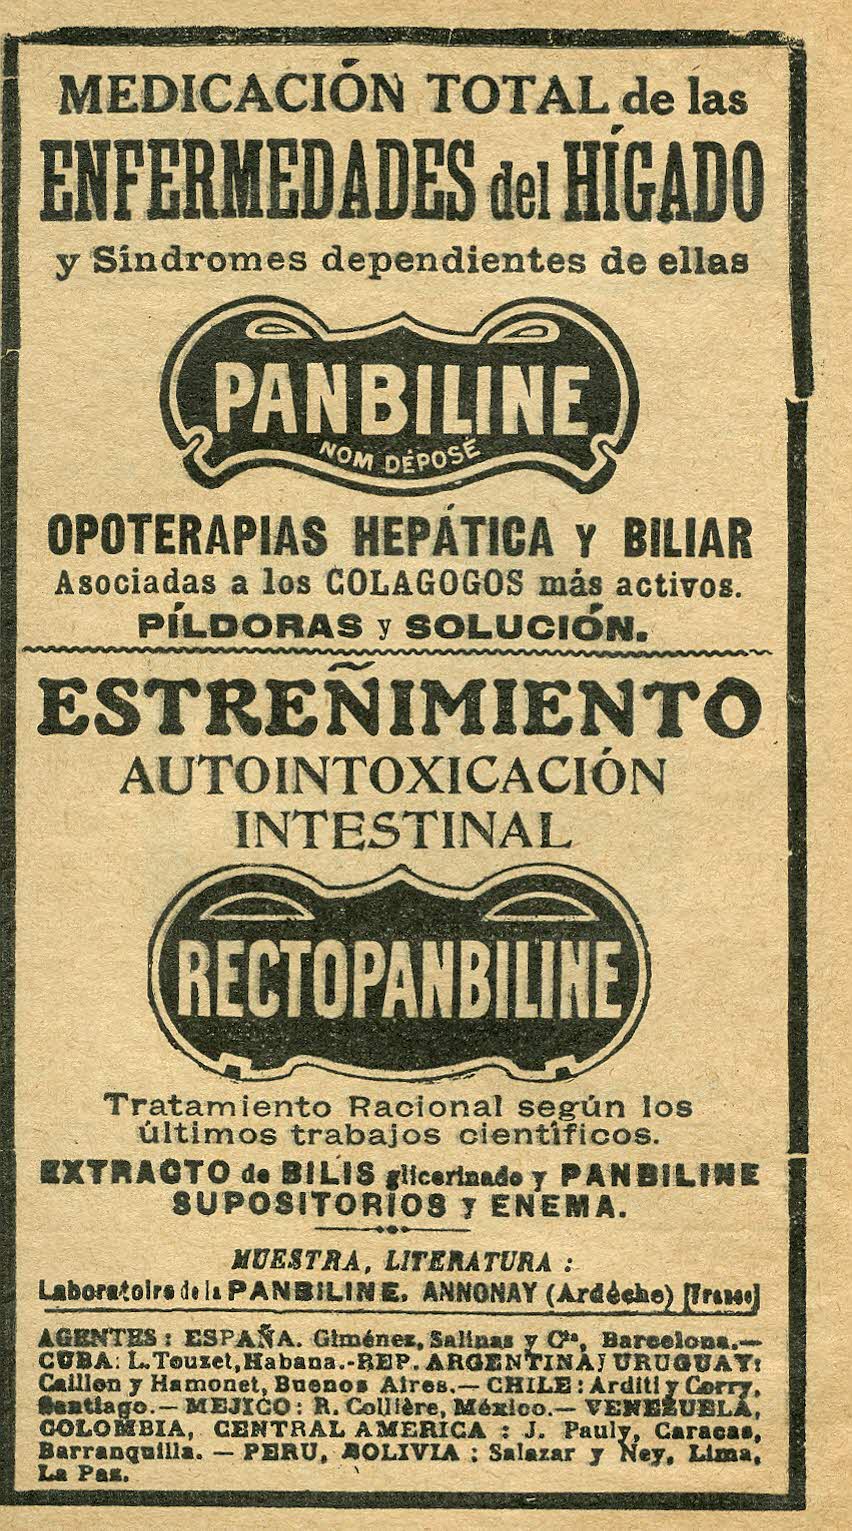 MEDICACIÓN TOTAL de las
ENFERMEDADES del HÍGADO
y Síndromes dependientes de ellas
PANBILINE
NOM DÉPOSÉ
OPOTERAPIAS HEPÁTICA Y BILIAR
Asociadas a los COLAGOGOS más activos.
PÍLDORAS y SOLUCIÓN.
ESTREÑIMIENTO
AUTOINTOXICACIÓN
INTESTINAL
RECTOPANBILINE
Tratamiento Racional según los
últimos trabajos científicos.
EXTRACTO de BILIS glicerinado y PANBILINE
SUPOSITORIOS y ENEMA.
MUESTRA, LITERATURA :
Laboratoire de la PANBILINE. ANNONAY (Ardèche) [France]
AGENTES : ESPAÑA. Giménez, Salinas y Cia, Barcelona.—
CUBA: L. Touzet, Habana.-REP. ARGENTINA/URUGUAY:
Caillon y Hamonet, Buenos Aires.— CHILE : Arditi y Corry,
Santiago.— MEJICO : R. Collière, México.— VENEZUELA,
COLOMBIA, CENTRAL AMERICA : J. Pauly, Caracas,
Barranquilla. — PERU, BOLIVIA : Salazar y Ney, Lima,
La Paz.